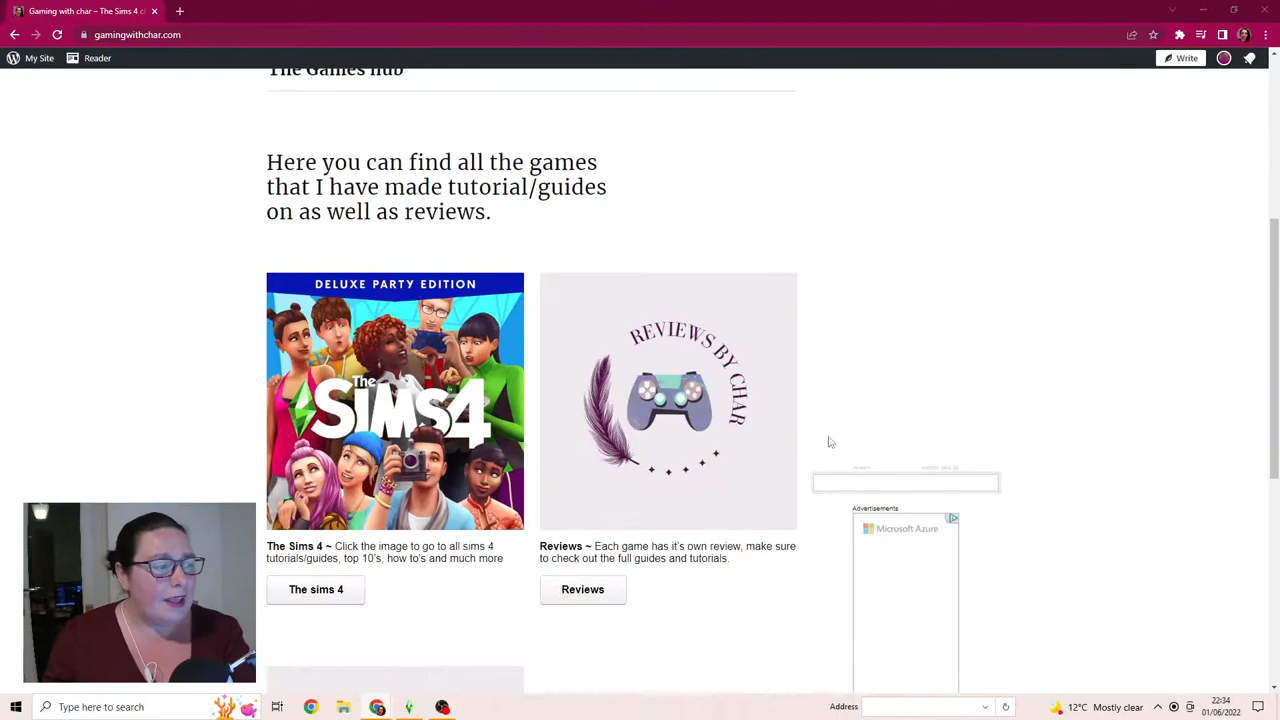 Gaming with char – The Sims 4 cl
gamingwithchar.com
My Site
Reader
Write
The Games hub
Here you can find all the games
that I have made tutorial/guides
on as well as reviews.
DELUXE PARTY EDITION
The SIMS 4
REVIEWS BY CHAR
Advertisements
Microsoft Azure
The Sims 4 ~ Click the image to go to all sims 4
tutorials/guides, top 10's, how to's and much more
Reviews ~ Each game has it's own review, make sure
to check out the full guides and tutorials.
The sims 4
Reviews
Type here to search
Address
12°C Mostly clear
22:34
01/06/2022